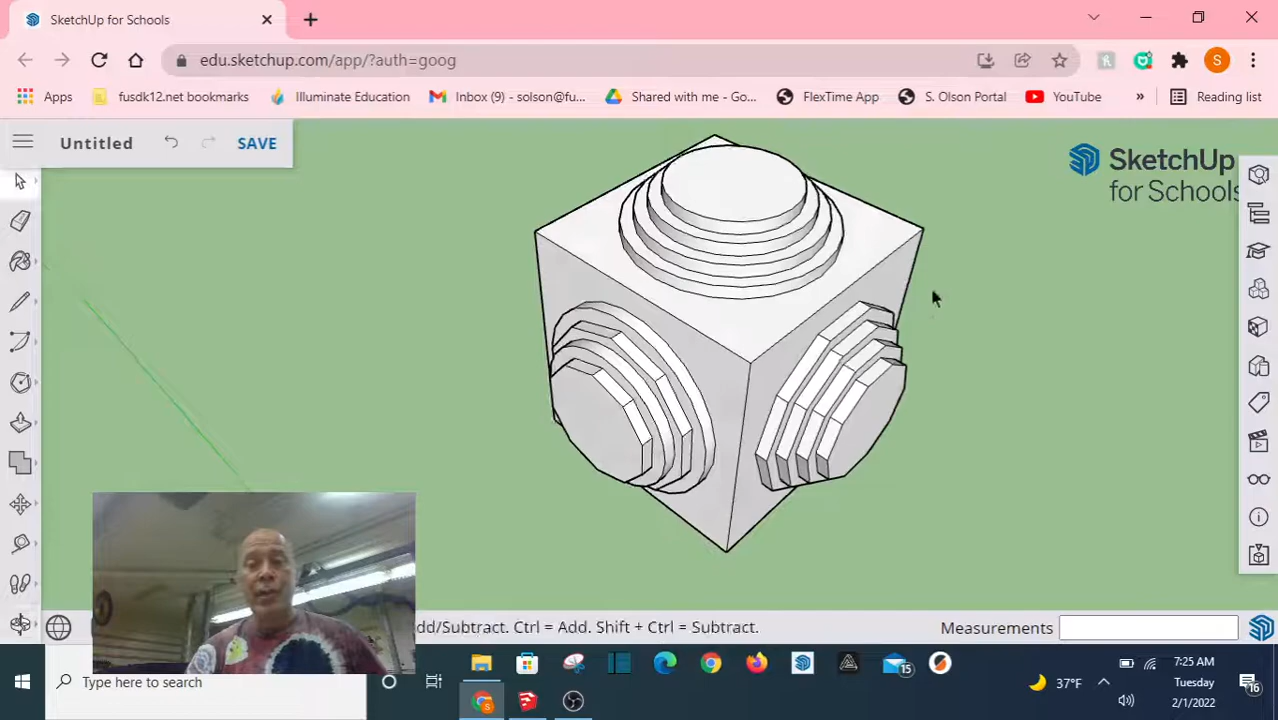 SketchUp for Schools
edu.sketchup.com/app/?auth=goog
S
Apps
fusdk12.net bookmarks
Illuminate Education
Inbox (9) - solson@fu...
Shared with me - Go...
FlexTime App
S. Olson Portal
YouTube
»
Reading list
Untitled
SAVE
SketchUp
for Schools
dd/Subtract. Ctrl = Add. Shift + Ctrl = Subtract.
Measurements
Type here to search
15
37°F
7:25 AM
Tuesday
2/1/2022
16